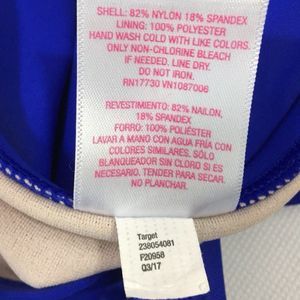 SHELL: 82% NYLON 18% SPANDEX
LINING: 100% POLYESTER
HAND WASH COLD WITH LIKE COLORS.
ONLY NON-CHLORINE BLEACH
IF NEEDED. LINE DRY.
DO NOT IRON.
RN17730 VN1087006
REVESTIMIENTO: 82% NAILON,
18% SPANDEX
FORRO: 100% POLIÉSTER
LAVAR A MANO CON AGUA FRÍA CON
COLORES SIMILARES. SÓLO
BLANQUEADOR SIN CLORO SI ES
NECESARIO. TENDER PARA SECAR.
NO PLANCHAR.
Target
238054081
F20958
Q3/17